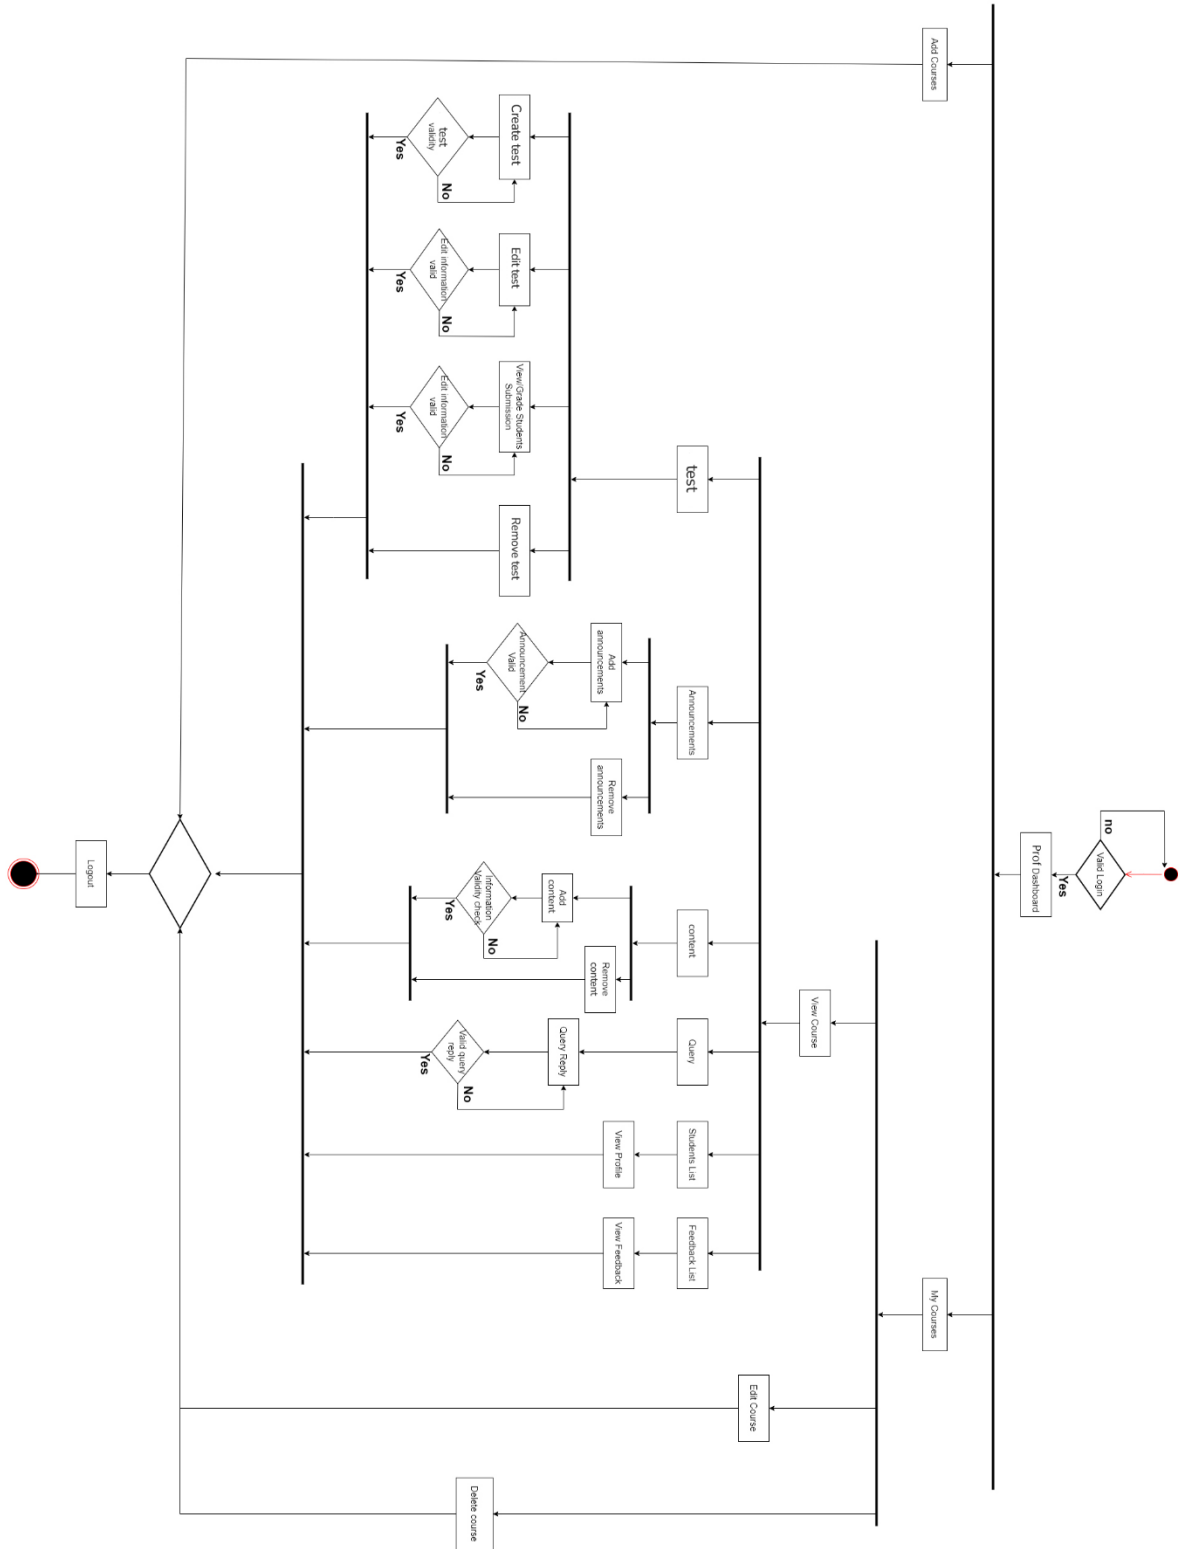 no
Valid Login
Yes
Prof Dashboard
Add Courses
My Courses
View Course
Edit Course
Delete course
test
Announcements
content
Query
Students List
Feedback List
Create test
Edit test
View/Grade Students
Submission
Remove test
test
validity
No
Yes
Edit information
valid
No
Yes
Edit information
valid
No
Yes
Add
announcements
Remove
announcements
Announcement
Valid
No
Yes
Add
content
Remove
content
Information
Validity check
No
Yes
Query Reply
Valid query
reply
No
Yes
View Profile
View Feedback
Logout